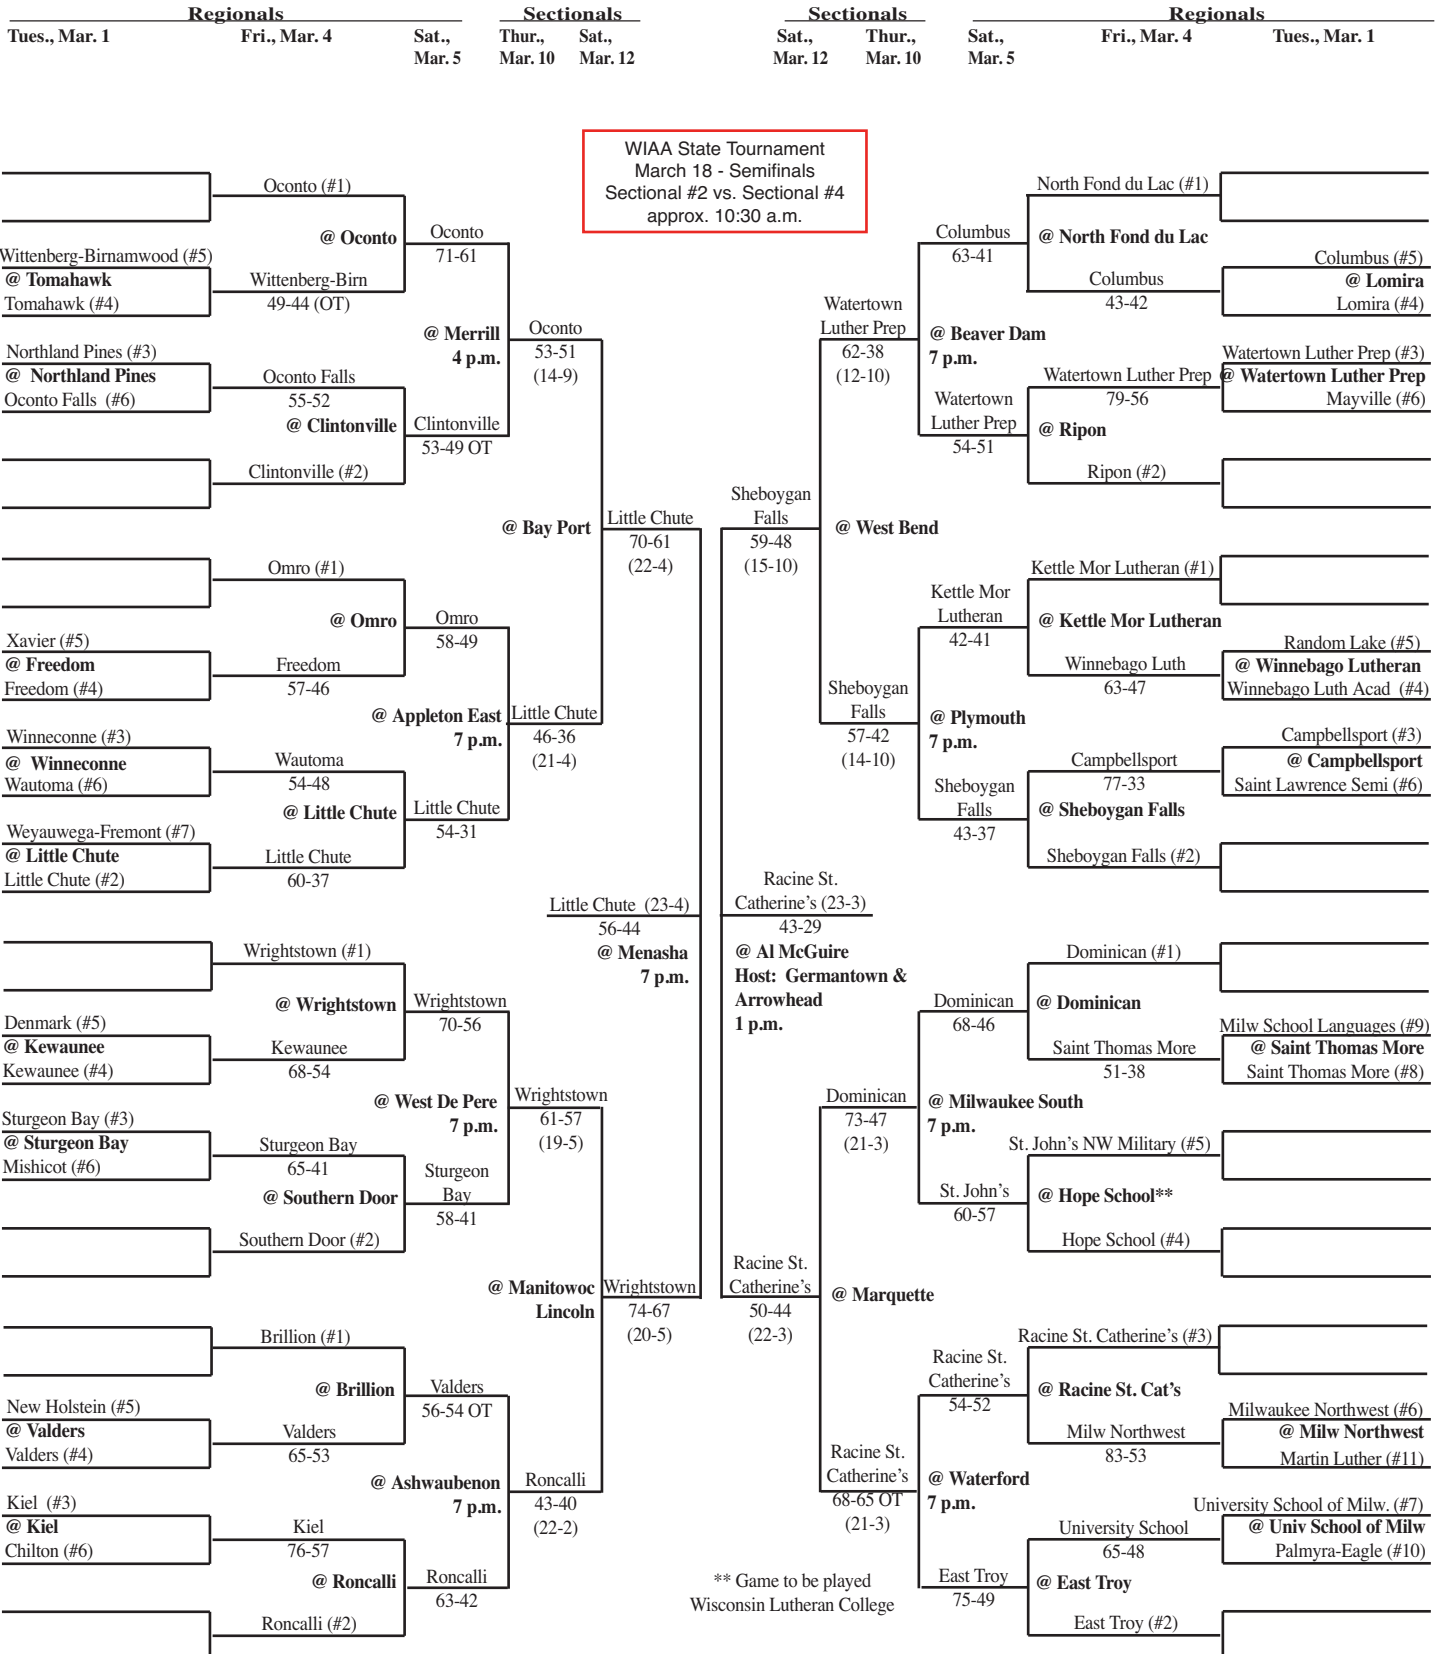 Regionals
Sectionals
Sectionals
Regionals
Tues., Mar. 1
Fri., Mar. 4
Sat.,
Mar. 5
Thur.,
Mar. 10
Sat.,
Mar. 12
Sat.,
Mar. 12
Thur.,
Mar. 10
Sat.,
Mar. 5
Fri., Mar. 4
Tues., Mar. 1
WIAA State Tournament
March 18 - Semifinals
Sectional #2 vs. Sectional #4
approx. 10:30 a.m.
Wittenberg-Birnamwood (#5)
@ Tomahawk
Tomahawk (#4)
Northland Pines (#3)
@ Northland Pines
Oconto Falls (#6)
Xavier (#5)
@ Freedom
Freedom (#4)
Winneconne (#3)
@ Winneconne
Wautoma (#6)
Weyauwega-Fremont (#7)
@ Little Chute
Little Chute (#2)
Denmark (#5)
@ Kewaunee
Kewaunee (#4)
Sturgeon Bay (#3)
@ Sturgeon Bay
Mishicot (#6)
New Holstein (#5)
@ Valders
Valders (#4)
Kiel (#3)
@ Kiel
Chilton (#6)
Oconto (#1)
@ Oconto
Wittenberg-Birn
49-44 (OT)
Oconto Falls
55-52
@ Clintonville
Clintonville (#2)
Omro (#1)
@ Omro
Freedom
57-46
Wautoma
54-48
@ Little Chute
Little Chute
60-37
Wrightstown (#1)
@ Wrightstown
Kewaunee
68-54
Sturgeon Bay
65-41
@ Southern Door
Southern Door (#2)
Brillion (#1)
@ Brillion
Valders
65-53
Kiel
76-57
@ Roncalli
Roncalli (#2)
Oconto
71-61
@ Merrill
4 p.m.
Clintonville
53-49 OT
Omro
58-49
@ Appleton East
7 p.m.
Little Chute
54-31
Wrightstown
70-56
@ West De Pere
7 p.m.
Sturgeon
Bay
58-41
Valders
56-54 OT
@ Ashwaubenon
7 p.m.
Roncalli
63-42
Oconto
53-51
(14-9)
@ Bay Port
Little Chute
46-36
(21-4)
Wrightstown
61-57
(19-5)
@ Manitowoc
Lincoln
Roncalli
43-40
(22-2)
Little Chute
70-61
(22-4)
Little Chute (23-4)
56-44
@ Menasha
7 p.m.
Wrightstown
74-67
(20-5)
Sheboygan
Falls
59-48
(15-10)
Racine St.
Catherine's (23-3)
43-29
@ Al McGuire
Host: Germantown &
Arrowhead
1 p.m.
Racine St.
Catherine's
50-44
(22-3)
Watertown
Luther Prep
62-38
(12-10)
@ West Bend
Sheboygan
Falls
57-42
(14-10)
Dominican
73-47
(21-3)
@ Marquette
Racine St.
Catherine's
68-65 OT
(21-3)
Columbus
63-41
@ Beaver Dam
7 p.m.
Watertown
Luther Prep
54-51
Kettle Mor
Lutheran
42-41
@ Plymouth
7 p.m.
Sheboygan
Falls
43-37
Dominican
68-46
@ Milwaukee South
7 p.m.
St. John's
60-57
Racine St.
Catherine's
54-52
@ Waterford
7 p.m.
East Troy
75-49
North Fond du Lac (#1)
@ North Fond du Lac
Columbus
43-42
Watertown Luther Prep
79-56
@ Ripon
Ripon (#2)
Kettle Mor Lutheran (#1)
@ Kettle Mor Lutheran
Winnebago Luth
63-47
Campbellsport
77-33
@ Sheboygan Falls
Sheboygan Falls (#2)
Dominican (#1)
@ Dominican
Saint Thomas More
51-38
St. John's NW Military (#5)
@ Hope School**
Hope School (#4)
Racine St. Catherine's (#3)
@ Racine St. Cat's
Milw Northwest
83-53
University School
65-48
@ East Troy
East Troy (#2)
Columbus (#5)
@ Lomira
Lomira (#4)
Watertown Luther Prep (#3)
@ Watertown Luther Prep
Mayville (#6)
Random Lake (#5)
@ Winnebago Lutheran
Winnebago Luth Acad (#4)
Campbellsport (#3)
@ Campbellsport
Saint Lawrence Semi (#6)
Milw School Languages (#9)
@ Saint Thomas More
Saint Thomas More (#8)
Milwaukee Northwest (#6)
@ Milw Northwest
Martin Luther (#11)
University School of Milw. (#7)
@ Univ School of Milw
Palmyra-Eagle (#10)
** Game to be played
Wisconsin Lutheran College